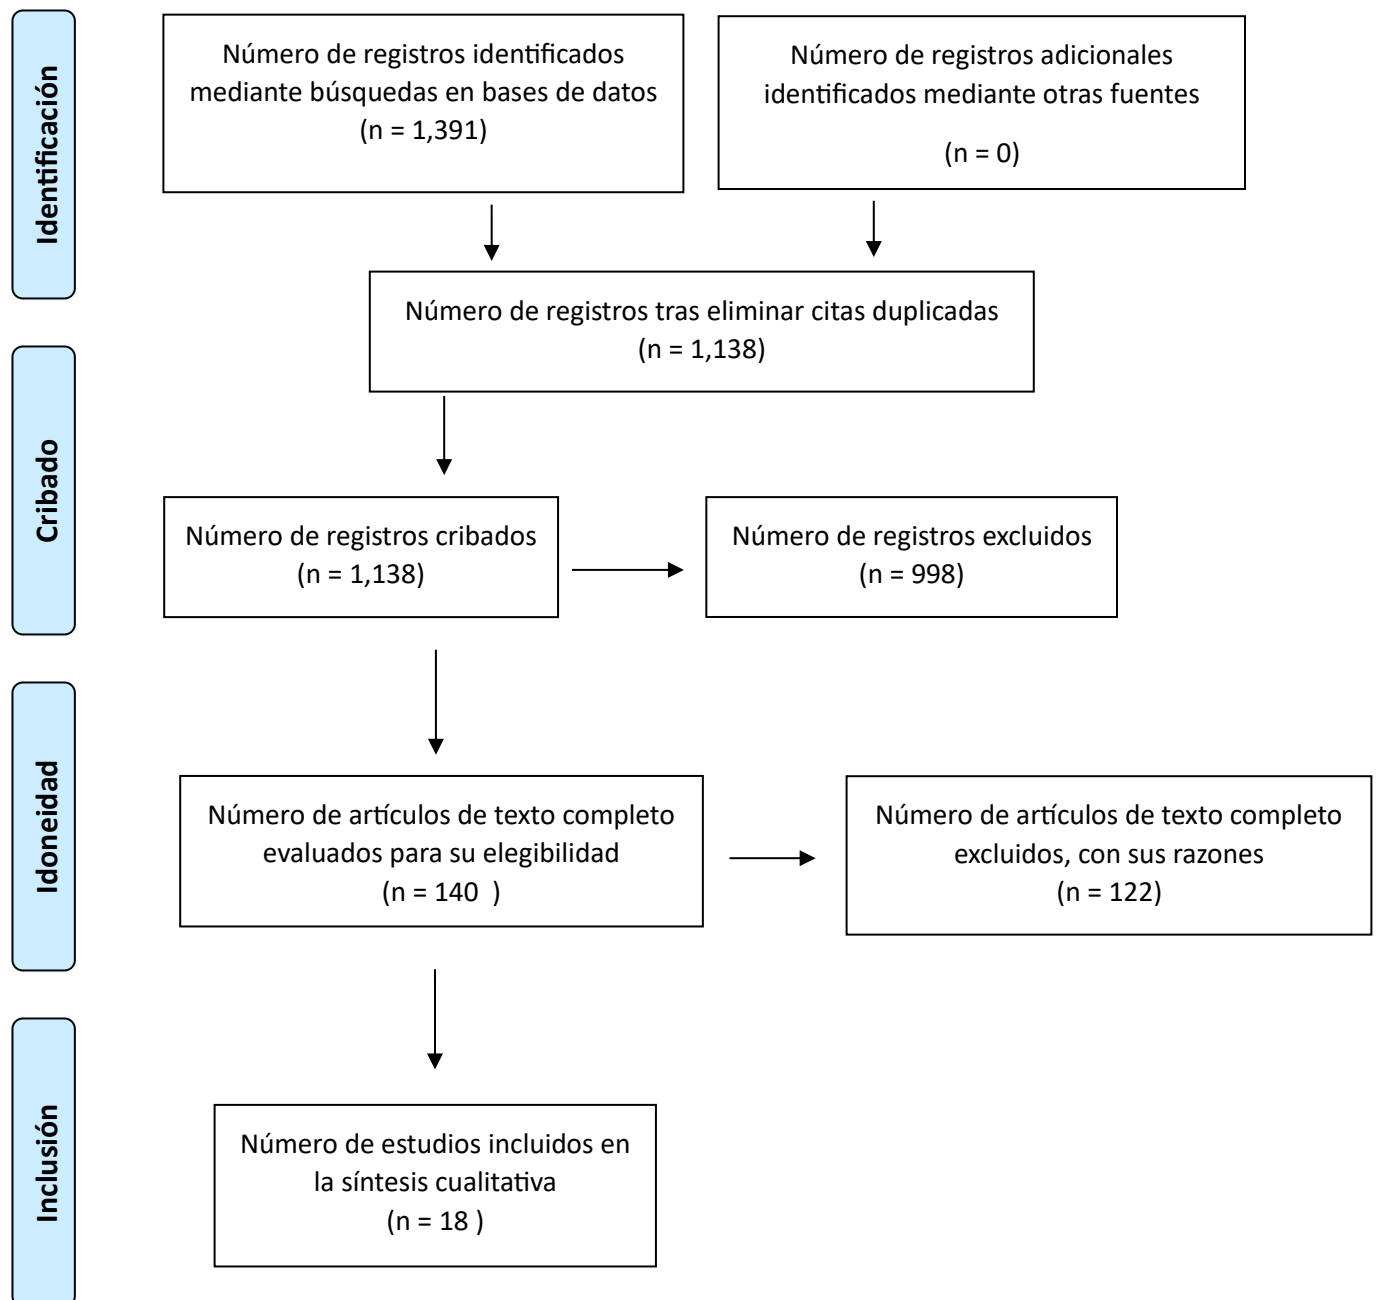 Identificación
Número de registros identificados
mediante búsquedas en bases de datos
(n = 1,391)
Número de registros adicionales
identificados mediante otras fuentes
(n = 0)
Número de registros tras eliminar citas duplicadas
(n = 1,138)
Cribado
Número de registros cribados
(n = 1,138)
Número de registros excluidos
(n = 998)
Idoneidad
Número de artículos de texto completo
evaluados para su elegibilidad
(n = 140  )
Número de artículos de texto completo
excluidos, con sus razones
(n = 122)
Inclusión
Número de estudios incluidos en
la síntesis cualitativa
(n = 18 )